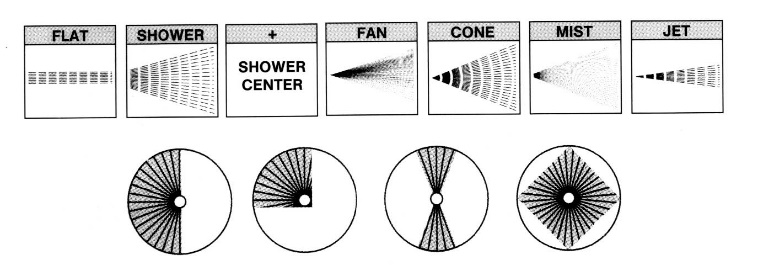 FLAT
SHOWER
+
FAN
CONE
MIST
JET
SHOWER
CENTER